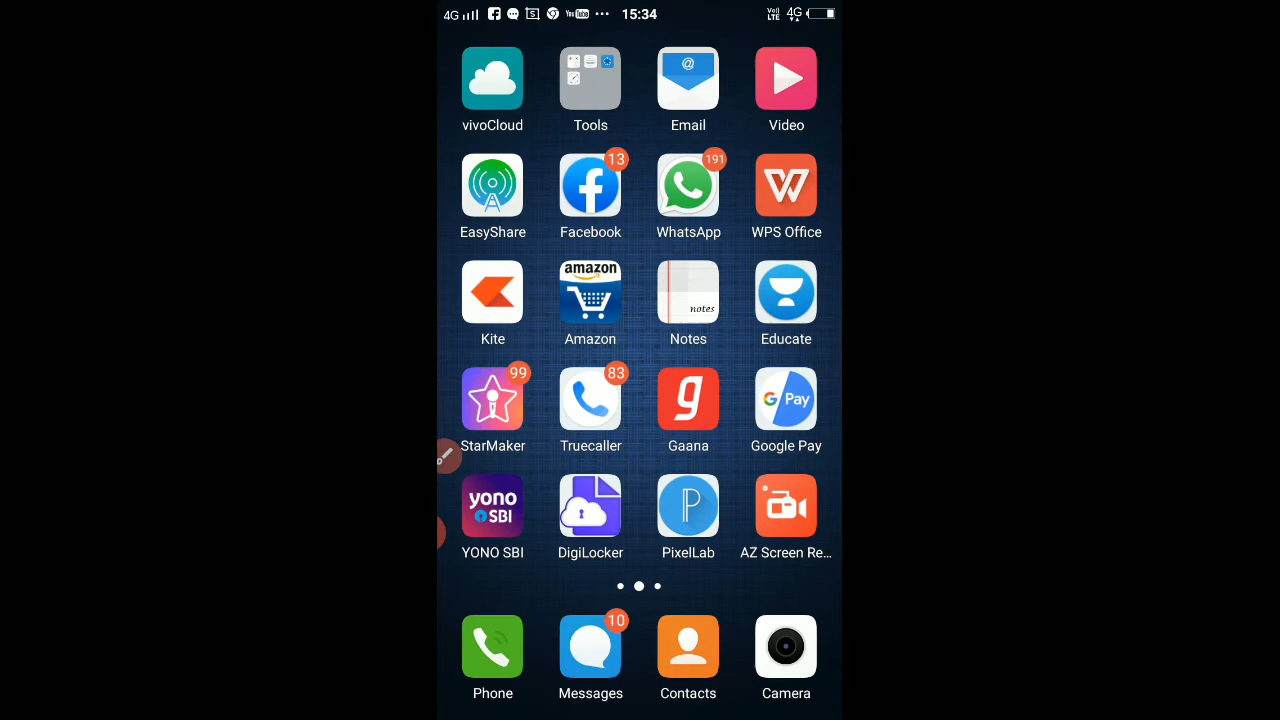 4G 15:34 4G
VoLTE
vivoCloud Tools Email Video
13 191
EasyShare Facebook WhatsApp WPS Office
amazon
notes
Kite Amazon Notes Educate
99 83
G Pay
StarMaker Truecaller Gaana Google Pay
yono
SBI
YONO SBI DigiLocker PixelLab AZ Screen Re...
10
Phone Messages Contacts Camera